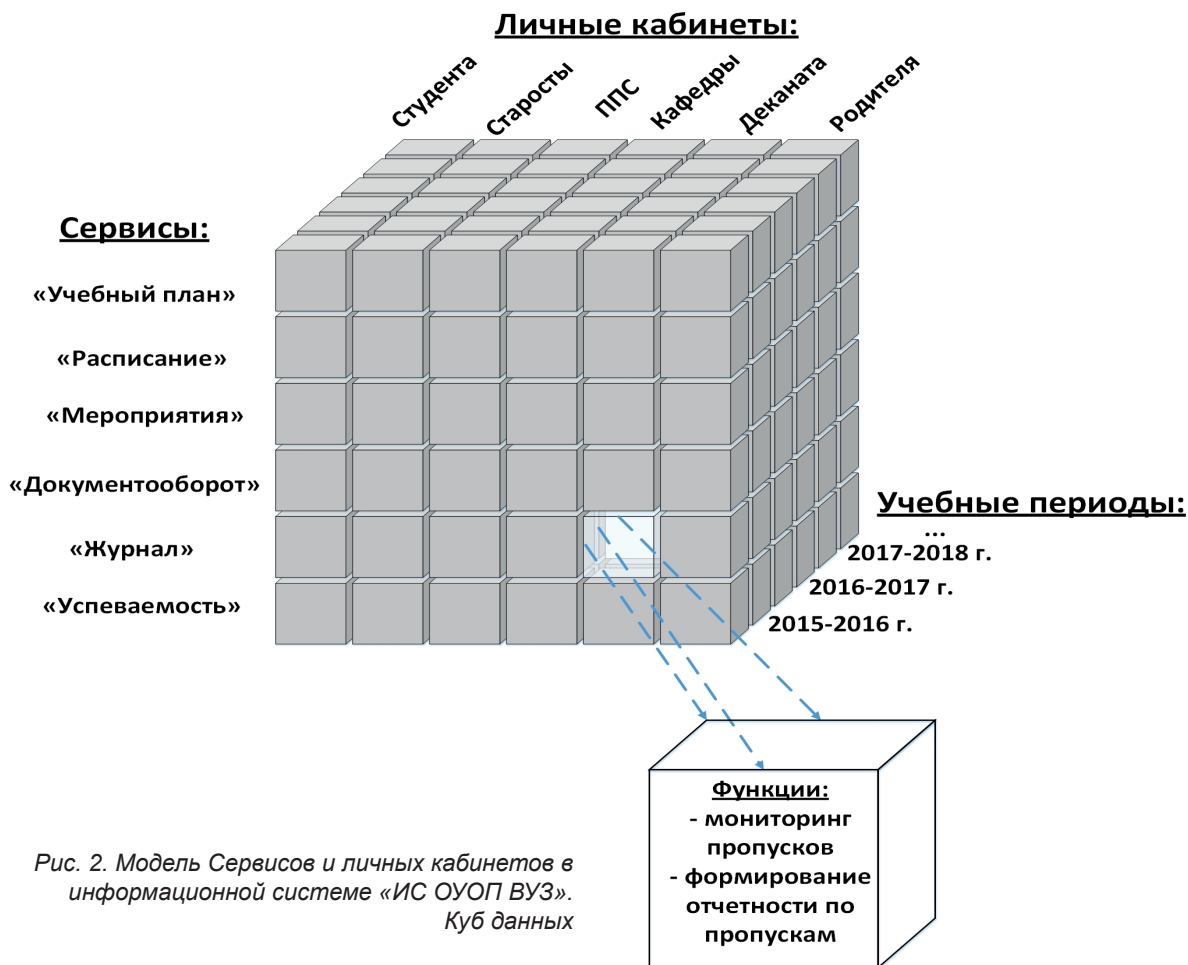 Личные кабинеты:
Студента
Старосты
ППС
Кафедры
Деканата
Родителя
Сервисы:
«Учебный план»
«Расписание»
«Мероприятия»
«Документооборот»
«Журнал»
«Успеваемость»
Учебные периоды:
...
2017-2018 г.
2016-2017 г.
2015-2016 г.
Функции:
- мониторинг
пропусков
- формирование
отчетности по
пропускам
Рис. 2. Модель Сервисов и личных кабинетов в
информационной системе «ИС ОУОП ВУЗ».
Куб данных